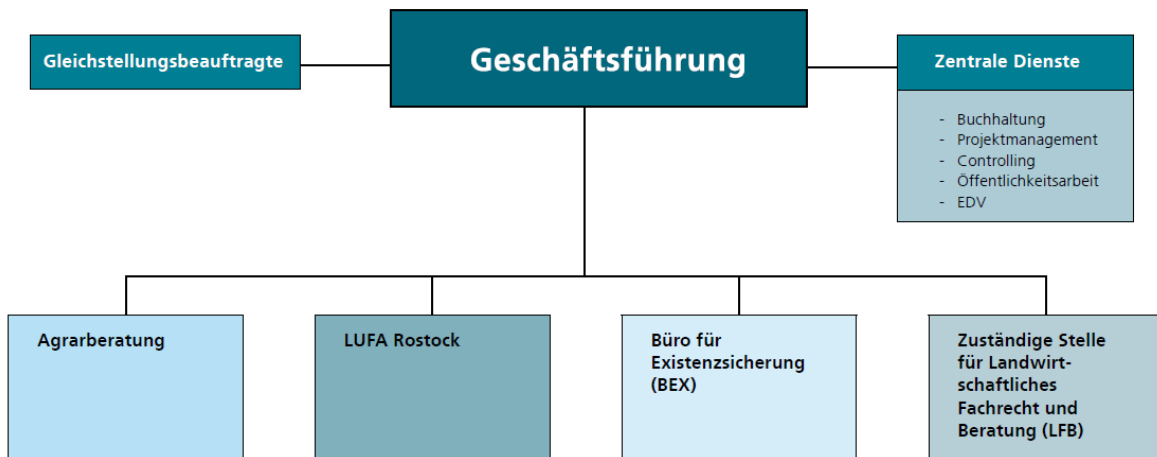 Gleichstellungsbeauftragte
Geschäftsführung
Zentrale Dienste
- Buchhaltung
- Projektmanagement
- Controlling
- Öffentlichkeitsarbeit
- EDV
Agrarberatung
LUFA Rostock
Büro für
Existenzsicherung
(BEX)
Zuständige Stelle
für Landwirt-
schaftliches
Fachrecht und
Beratung (LFB)